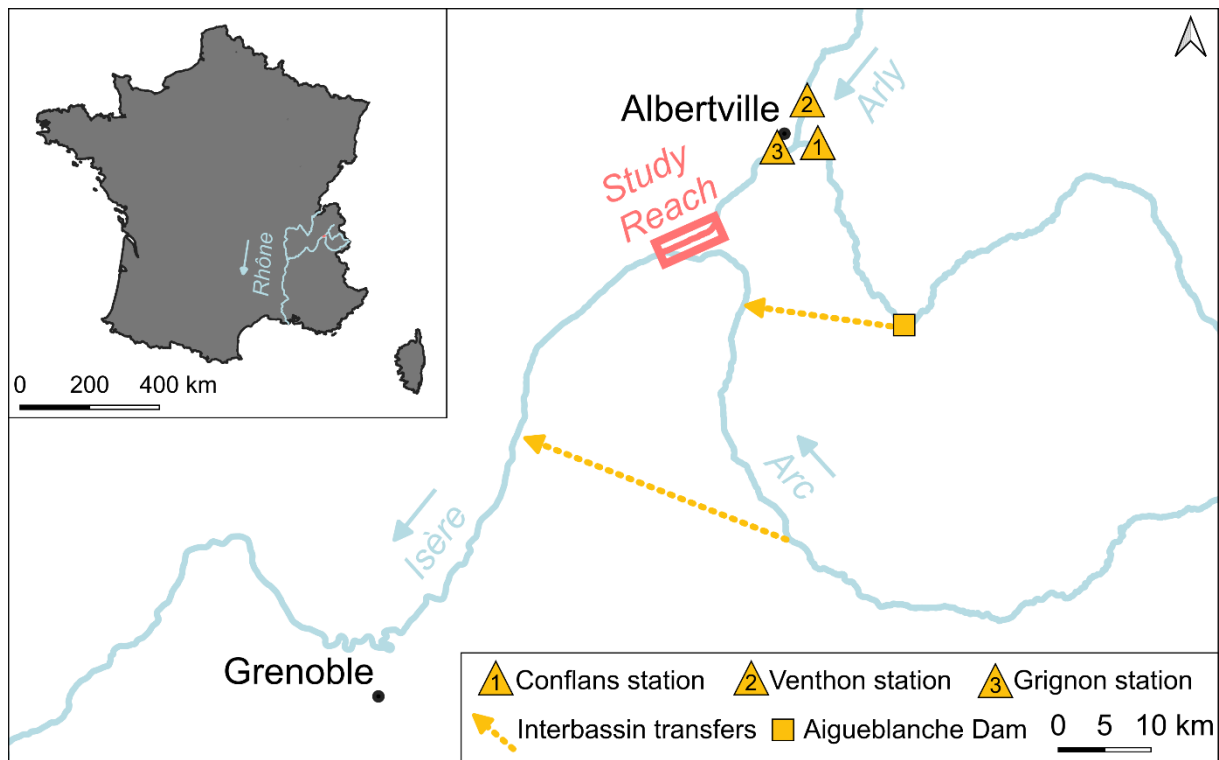 Rhône
0 200 400 km
Arly
Albertville
2
3
1
Study
Reach
Arc
Isère
Grenoble
1 Conflans station 2 Venthon station 3 Grignon station
Interbassin transfers Aigueblanche Dam 0 5 10 km